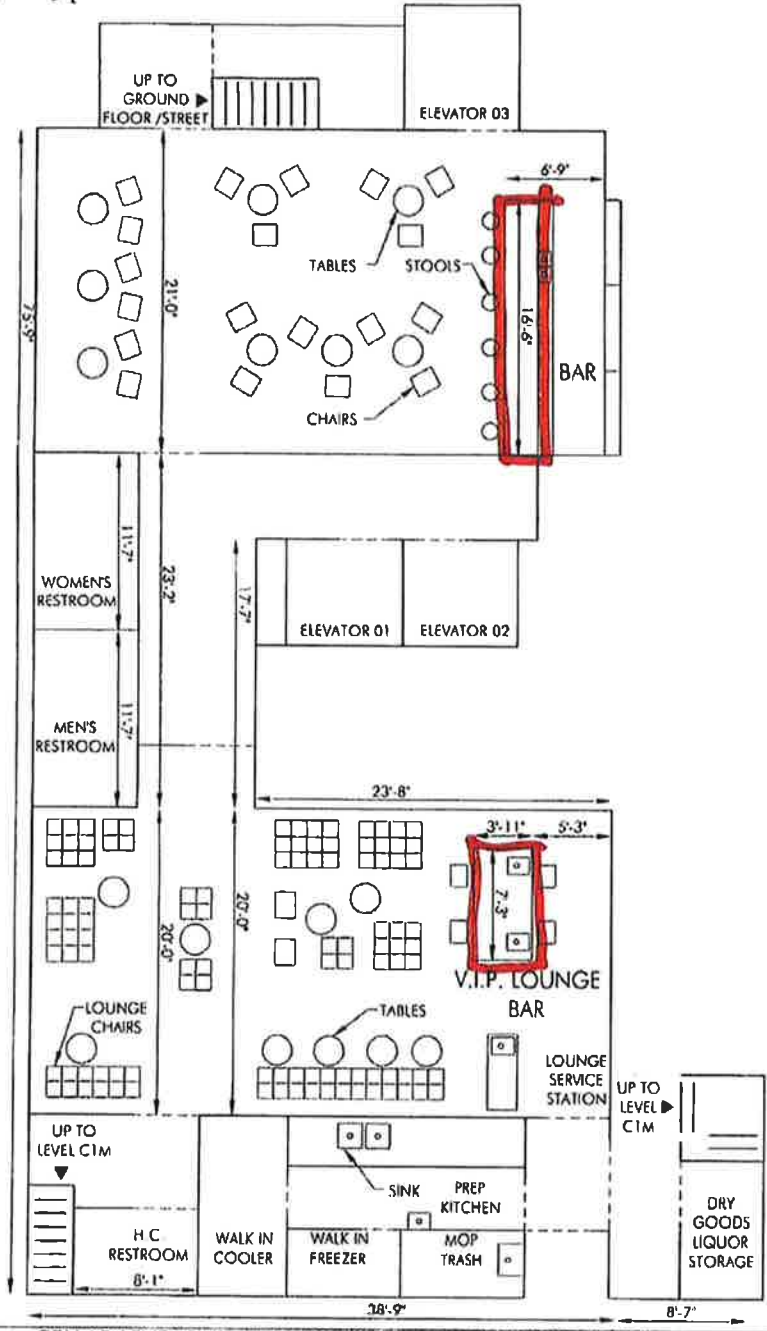 UP TO
GROUND
FLOOR /STREET
ELEVATOR 03
6'-9"
TABLES
STOOLS
21'-0"
16'-6"
BAR
75'-9"
CHAIRS
11'-7"
WOMEN'S
RESTROOM
23'-2"
17'-7"
ELEVATOR 01
ELEVATOR 02
MEN'S
RESTROOM
11'-7"
23'-8"
3'-11"
5'-3"
7'-3"
20'-0"
20'-0"
V.I.P. LOUNGE
BAR
LOUNGE
CHAIRS
TABLES
LOUNGE
SERVICE
STATION
UP TO
LEVEL
C1M
UP TO
LEVEL C1M
SINK
PREP
KITCHEN
H C
RESTROOM
WALK IN
COOLER
WALK IN
FREEZER
MOP
TRASH
DRY
GOODS
LIQUOR
STORAGE
8'-1"
8'-7"